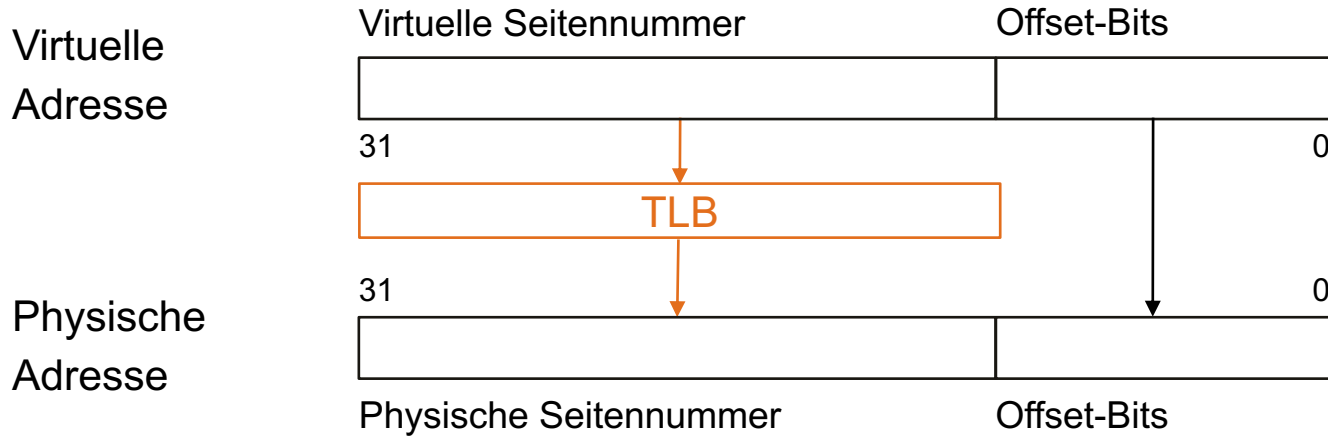 Virtuelle Seitennummer Offset-Bits
Virtuelle
Adresse
31 0
TLB
31 0
Physische
Adresse
Physische Seitennummer Offset-Bits